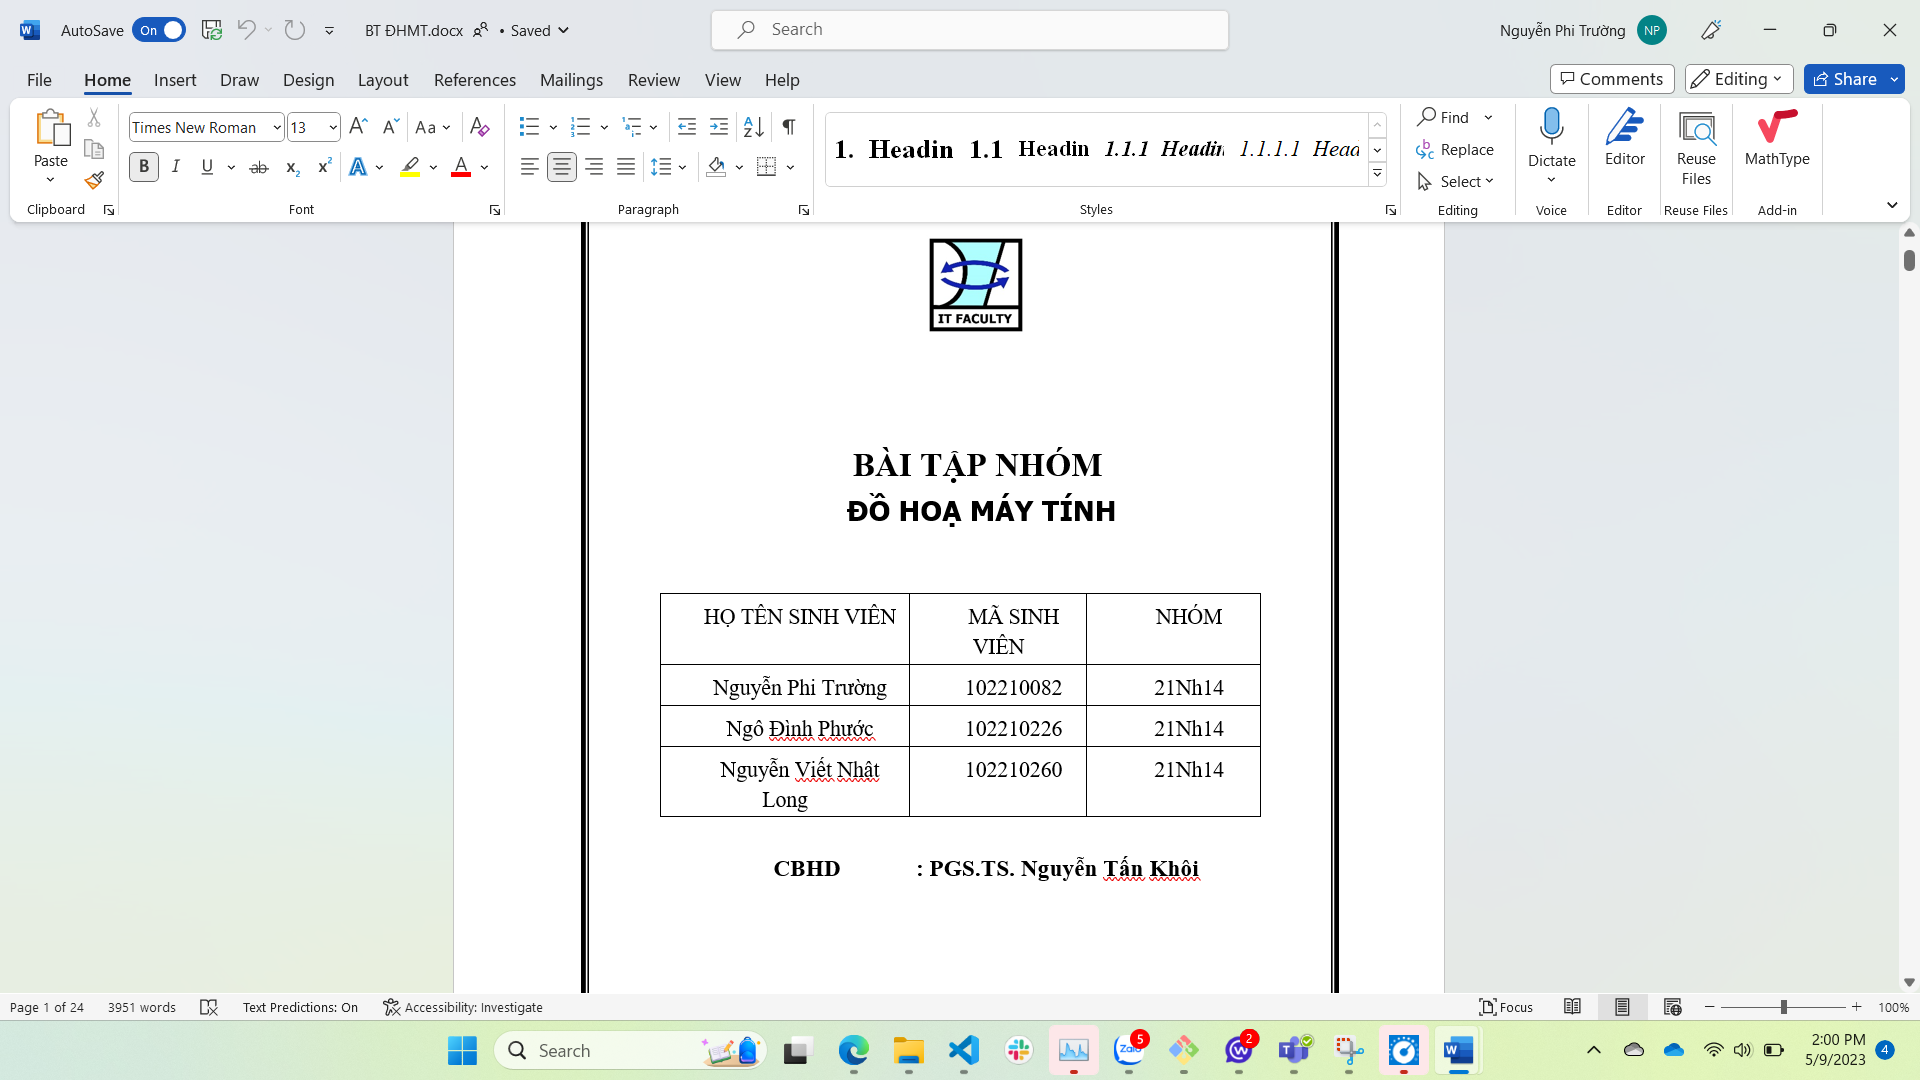 AutoSave On BT ĐHMT.docx • Saved Search Nguyễn Phi Trường NP
File Home Insert Draw Design Layout References Mailings Review View Help Comments Editing Share
Times New Roman 13 Aa
Paste
B I U ab x₂ x² A A
1. Headin 1.1 Headin 1.1.1 Headin 1.1.1.1 Head
Find
Replace
Select
Dictate
Editor
Reuse
Files
MathType
Clipboard Font Paragraph Styles Editing Voice Editor Reuse Files Add-in
IT FACULTY
BÀI TẬP NHÓM
ĐỒ HOẠ MÁY TÍNH
HỌ TÊN SINH VIÊN MÃ SINH VIÊN NHÓM
Nguyễn Phi Trường 102210082 21Nh14
Ngô Đình Phước 102210226 21Nh14
Nguyễn Viết Nhật Long 102210260 21Nh14
CBHD : PGS.TS. Nguyễn Tấn Khôi
Page 1 of 24 3951 words Text Predictions: On Accessibility: Investigate Focus 100%
Search Zalo 5 2 2:00 PM
5/9/2023 4